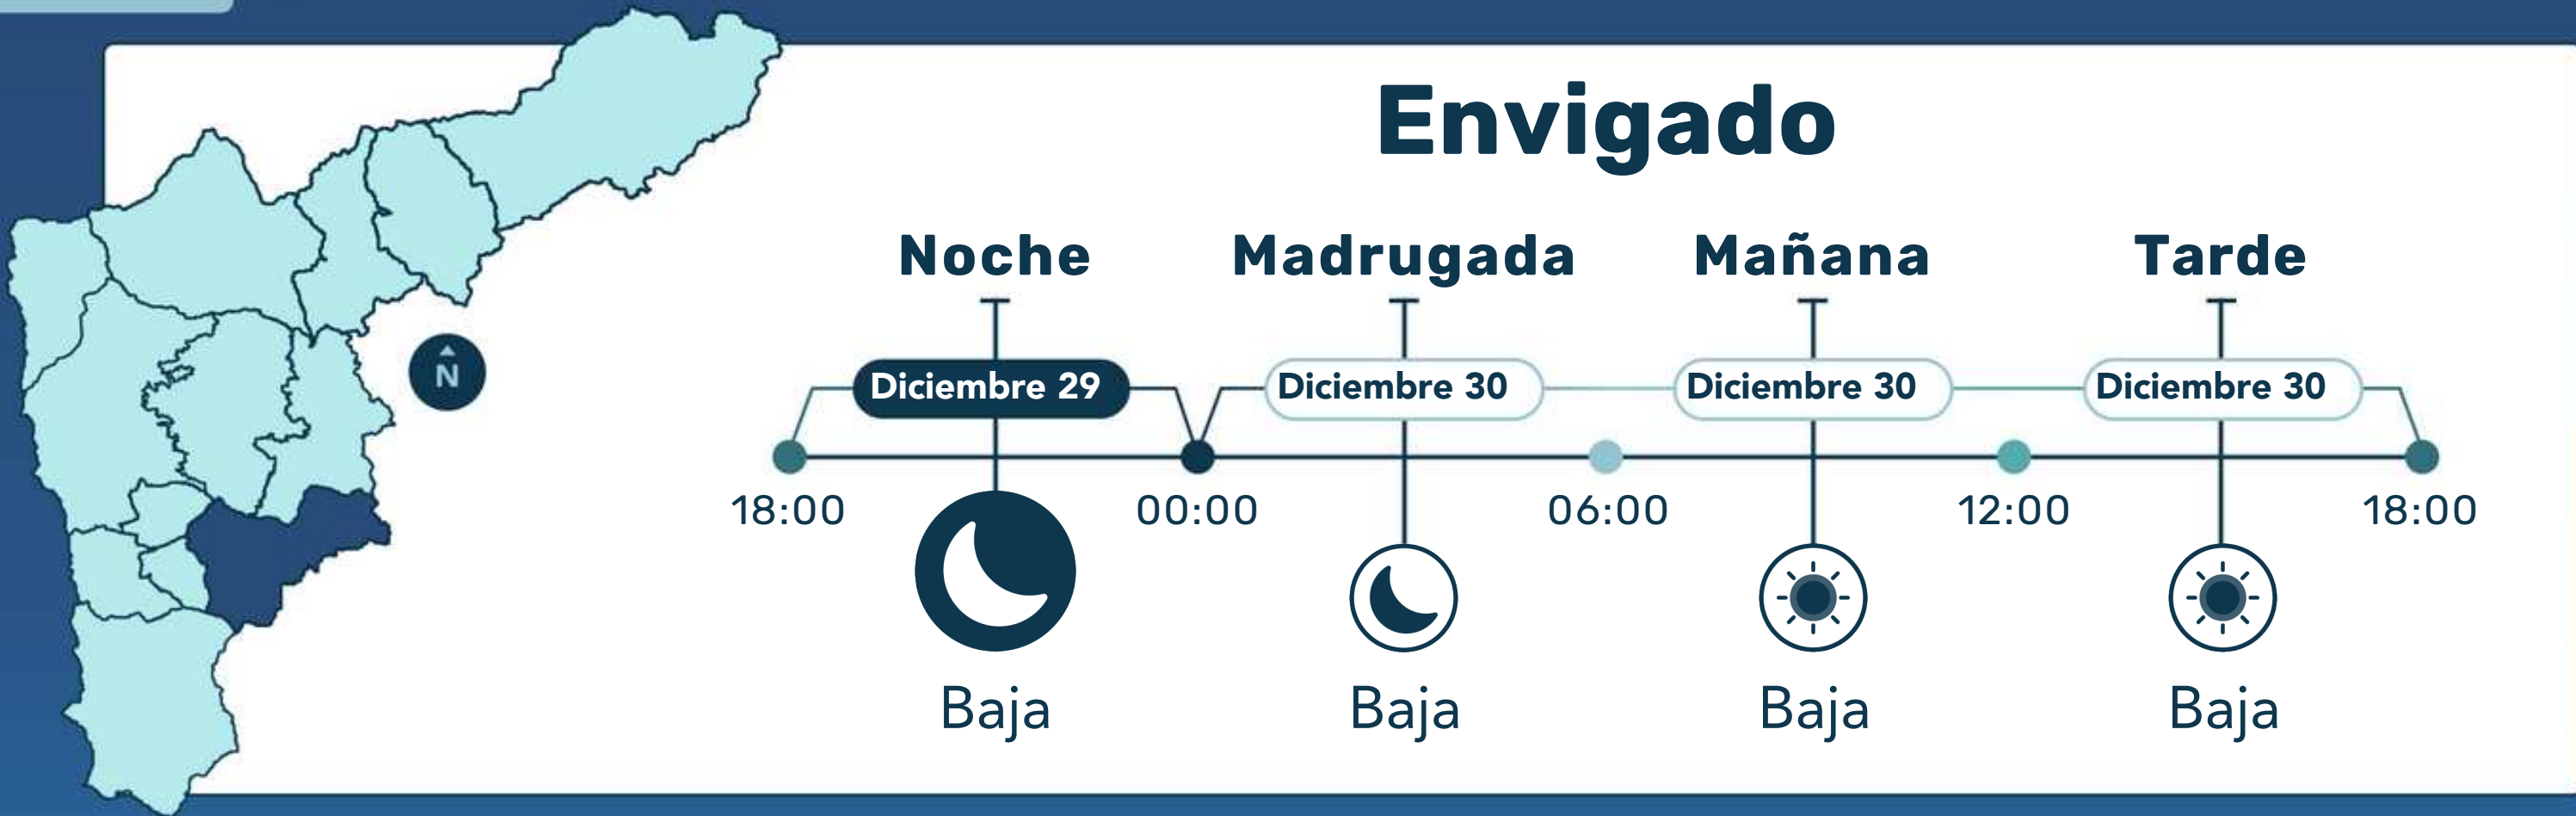 Envigado
Noche Madrugada Mañana Tarde
N
Diciembre 29 Diciembre 30 Diciembre 30 Diciembre 30
18:00 00:00 06:00 12:00 18:00
Baja Baja Baja Baja